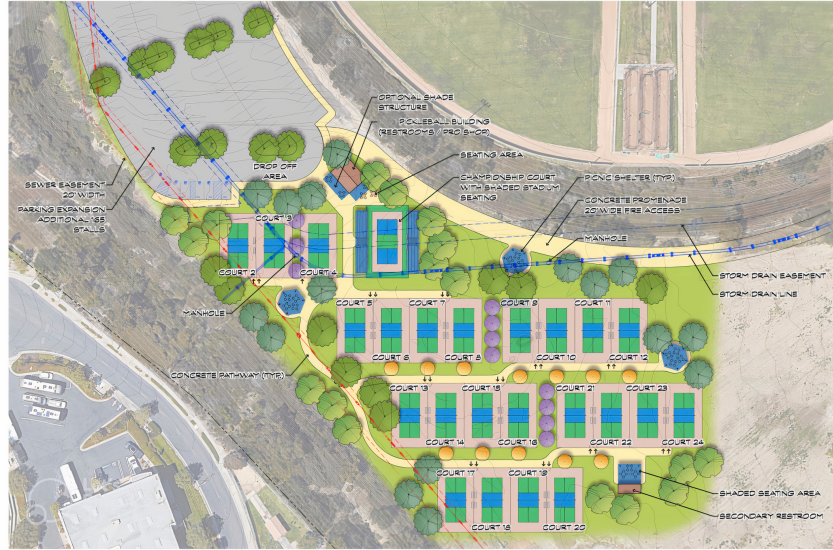 OPTIONAL SHADE
STRUCTURE
PICKLEBALL BUILDING
(RESTROOMS / PRO SHOP)
SEATING AREA
DROP OFF
AREA
CHAMPIONSHIP COURT
WITH SHADED STADIUM
SEATING
PICNIC SHELTER (TYP.)
CONCRETE PROMENADE
20' WIDE FIRE ACCESS
SEWER EASEMENT
20' WIDTH
PARKING EXPANSION -
ADDITIONAL 165
STALLS
MANHOLE
STORM DRAIN EASEMENT
STORM DRAIN LINE
COURT 3
COURT 2
COURT 4
MANHOLE
COURT 5
COURT 7
COURT 9
COURT 11
COURT 6
COURT 8
COURT 10
COURT 12
CONCRETE PATHWAY (TYP.)
COURT 13
COURT 15
COURT 21
COURT 23
COURT 14
COURT 16
COURT 22
COURT 24
COURT 17
COURT 19
COURT 18
COURT 20
SHADED SEATING AREA
SECONDARY RESTROOM